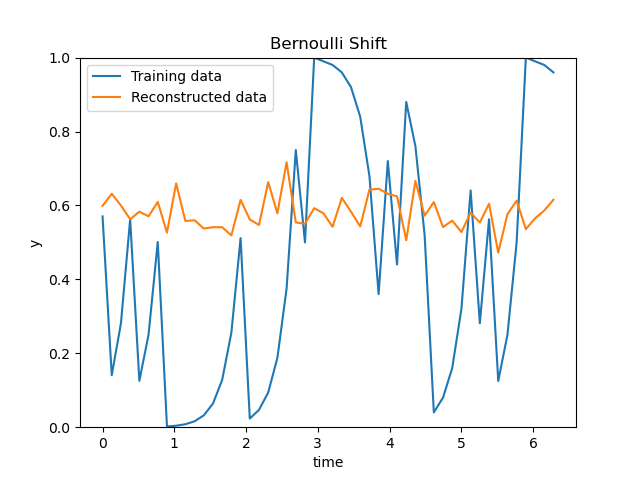 Bernoulli Shift
Training data
Reconstructed data
y
1.0
0.8
0.6
0.4
0.2
0.0
0 1 2 3 4 5 6
time